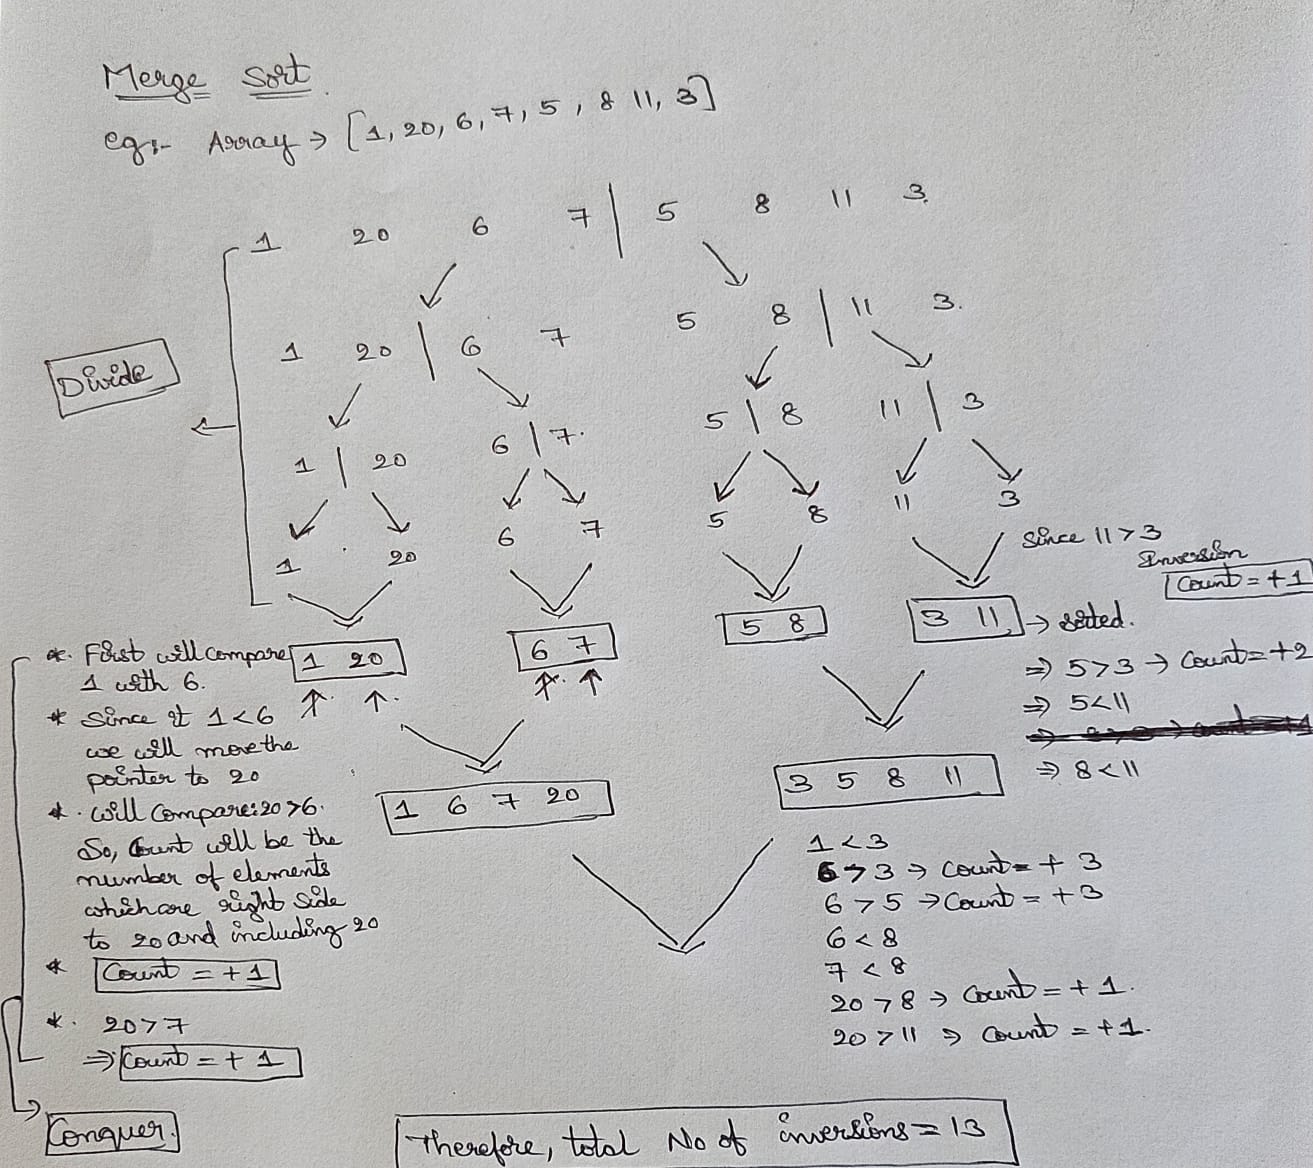 Merge Sort.
eg:- Array → [1, 20, 6, 7, 5, 8 11, 3]
1 20 6 7 | 5 8 11 3.
1 20 | 6 7 5 8 | 11 3.
Divide
1 | 20 6 | 7. 5 | 8 11 | 3
1 20 6 7 5 8 11 3
Since 11>3
Inversion
Count = +1
1 20 6 7 5 8 3 11, → sorted.
*. First will compare
1 with 6.
* Since it 1<6
we will move the
pointer to 20
*. will compare: 20>6.
So, Count will be the
number of elements
which are right side
to 20 and including 20
* Count = +1
*. 20>7
⇒ Count = +1
Conquer.
⇒ 5>3 → Count = +2
⇒ 5<11
⇒ 8<11
1 6 7 20 3 5 8 11
1<3
6>3 → Count = +3
6>5 → Count = +3
6<8
7<8
20>8 → Count = +1.
20>11 ⇒ Count = +1.
Therefore, total No of inversions = 13